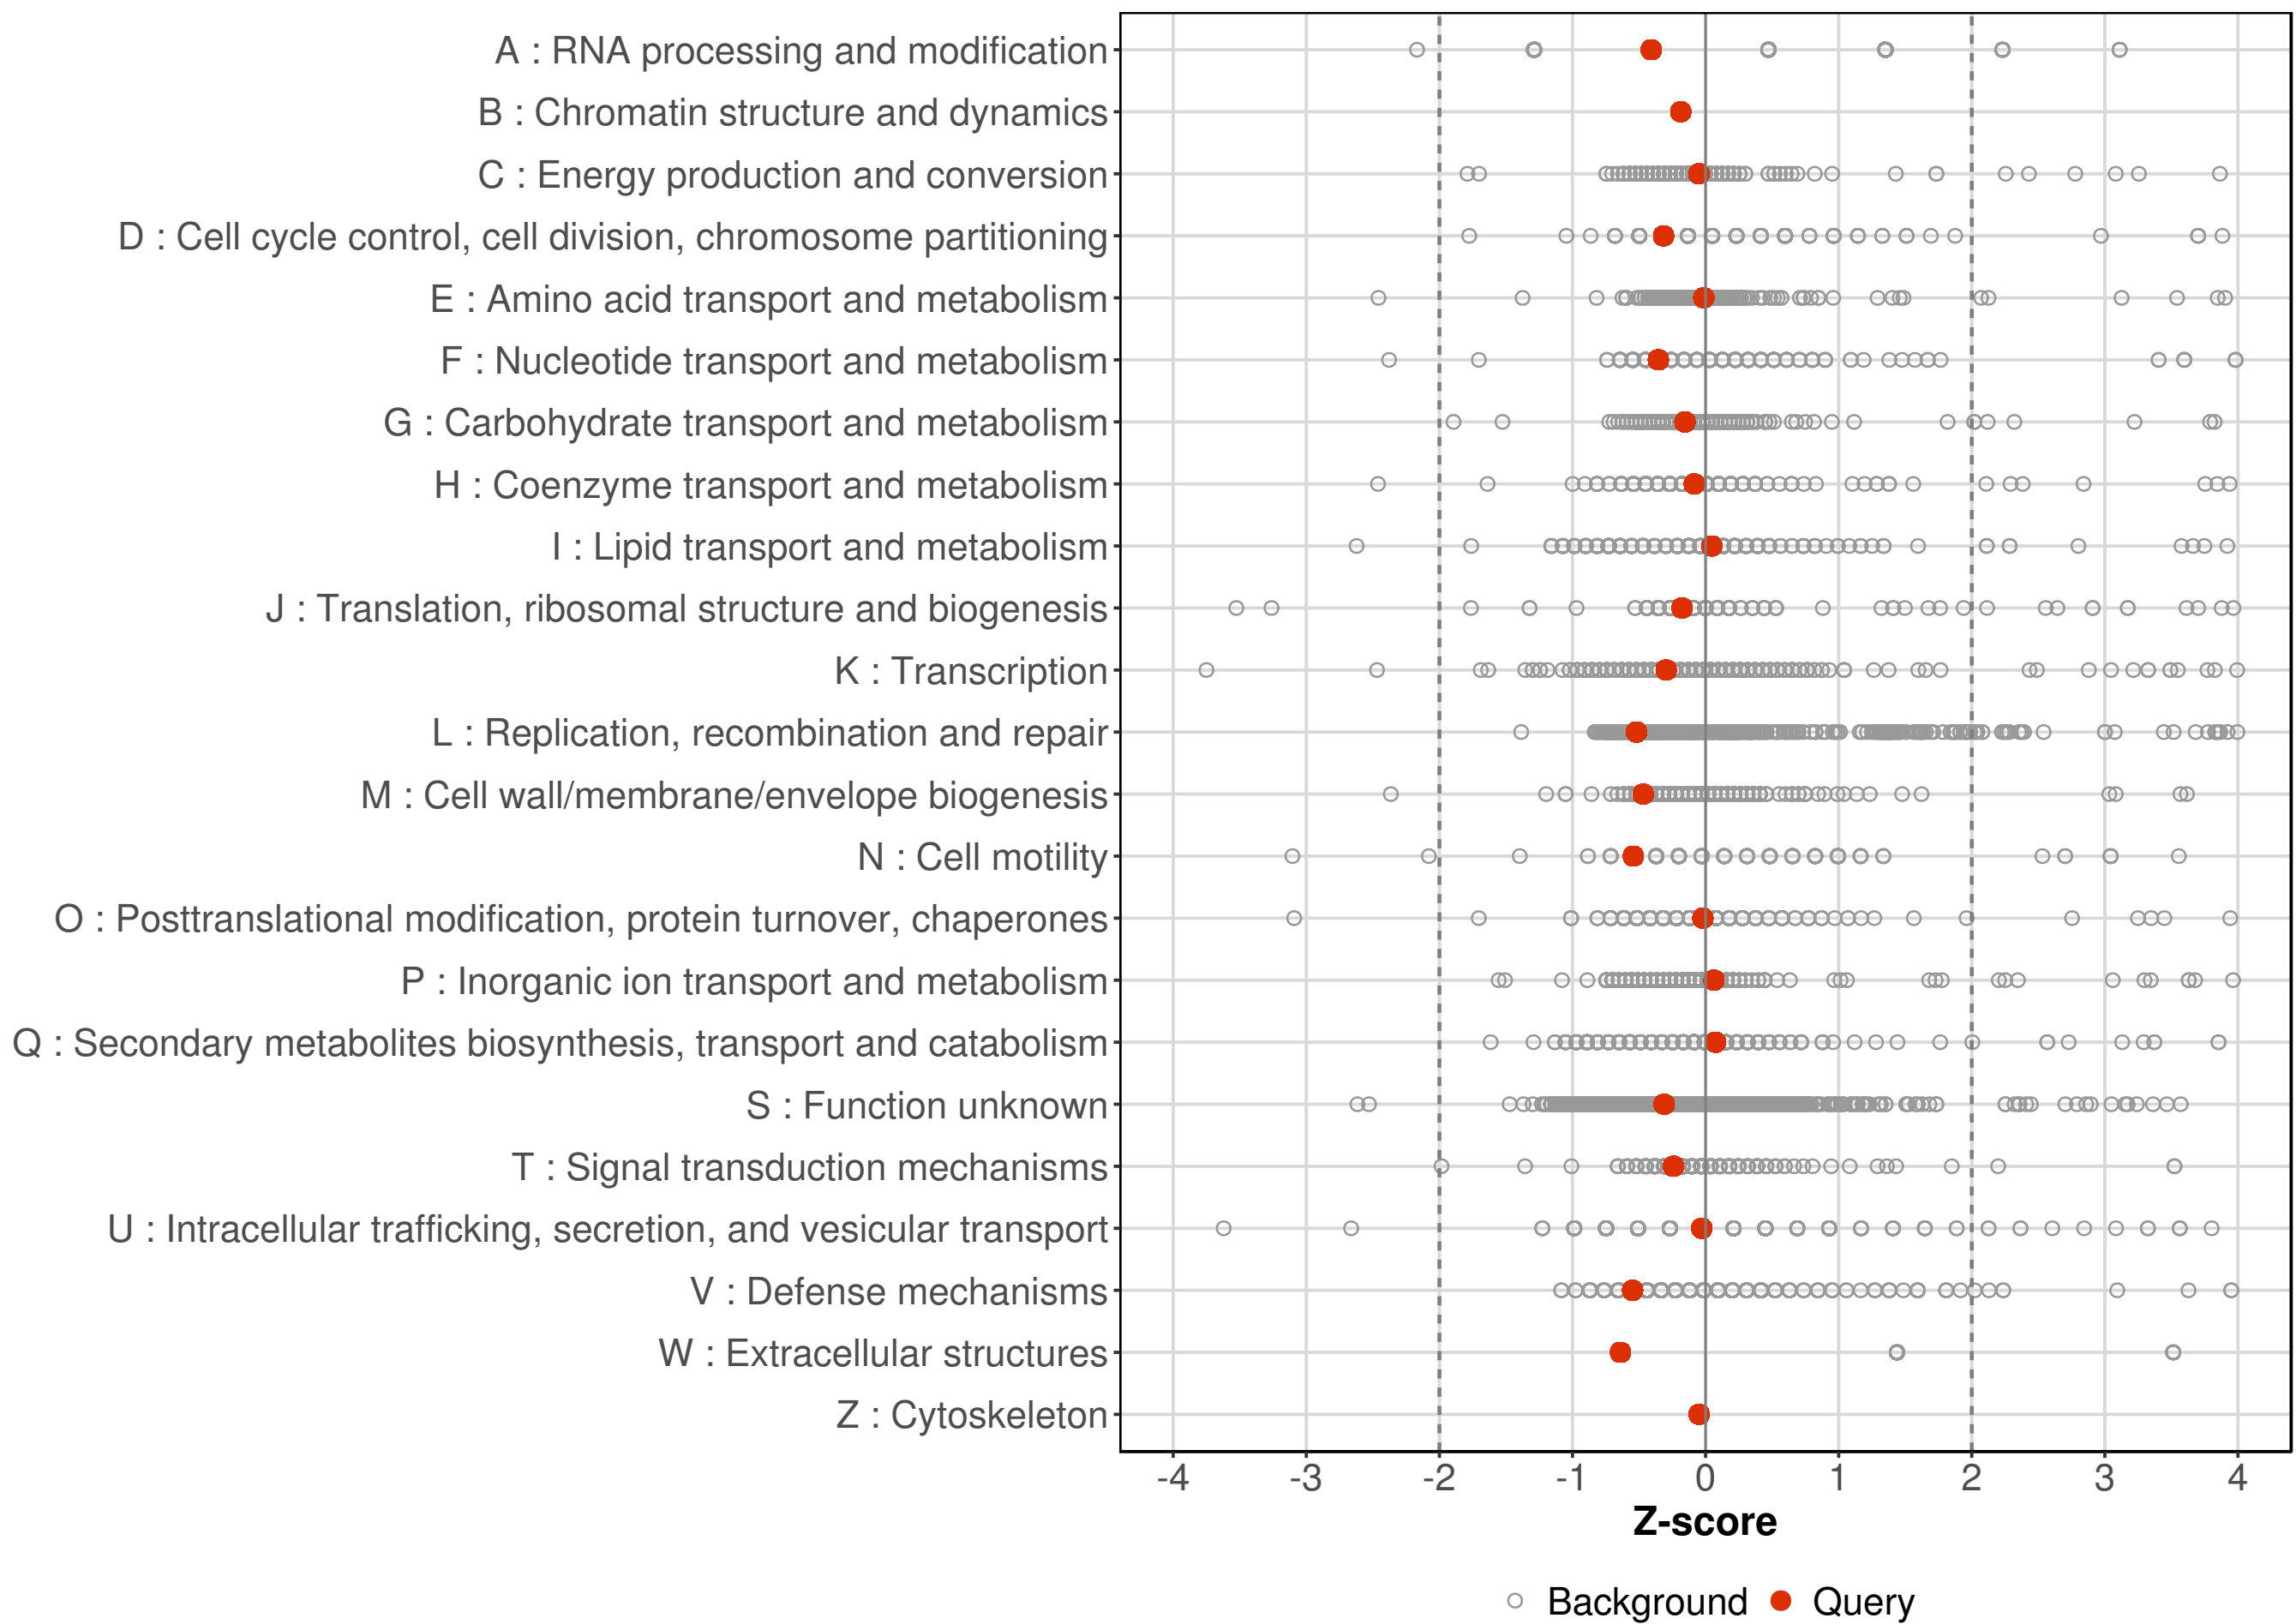 A : RNA processing and modification
B : Chromatin structure and dynamics
C : Energy production and conversion
D : Cell cycle control, cell division, chromosome partitioning
E : Amino acid transport and metabolism
F : Nucleotide transport and metabolism
G : Carbohydrate transport and metabolism
H : Coenzyme transport and metabolism
I : Lipid transport and metabolism
J : Translation, ribosomal structure and biogenesis
K : Transcription
L : Replication, recombination and repair
M : Cell wall/membrane/envelope biogenesis
N : Cell motility
O : Posttranslational modification, protein turnover, chaperones
P : Inorganic ion transport and metabolism
Q : Secondary metabolites biosynthesis, transport and catabolism
S : Function unknown
T : Signal transduction mechanisms
U : Intracellular trafficking, secretion, and vesicular transport
V : Defense mechanisms
W : Extracellular structures
Z : Cytoskeleton
-4 -3 -2 -1 0 1 2 3 4
Z-score
Background Query